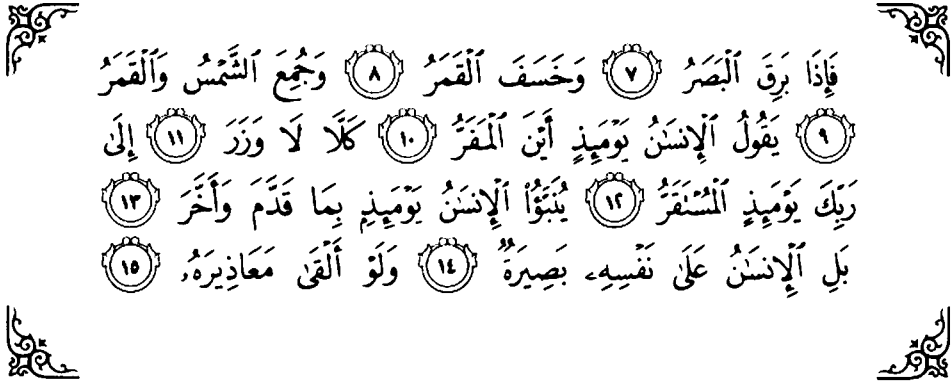 فَإِذَا بَرِقَ ٱلْبَصَرُ ٧ وَخَسَفَ ٱلْقَمَرُ ٨ وَجُمِعَ ٱلشَّمْسُ وَٱلْقَمَرُ
٩ يَقُولُ ٱلْإِنسَٰنُ يَوْمَئِذٍ أَيْنَ ٱلْمَفَرُّ ١٠ كَلَّا لَا وَزَرَ ١١ إِلَىٰ
رَبِّكَ يَوْمَئِذٍ ٱلْمُسْتَقَرُّ ١٢ يُنَبَّؤُا۟ ٱلْإِنسَٰنُ يَوْمَئِذٍۭ بِمَا قَدَّمَ وَأَخَّرَ ١٣
بَلِ ٱلْإِنسَٰنُ عَلَىٰ نَفْسِهِۦ بَصِيرَةٌ ١٤ وَلَوْ أَلْقَىٰ مَعَاذِيرَهُۥ ١٥